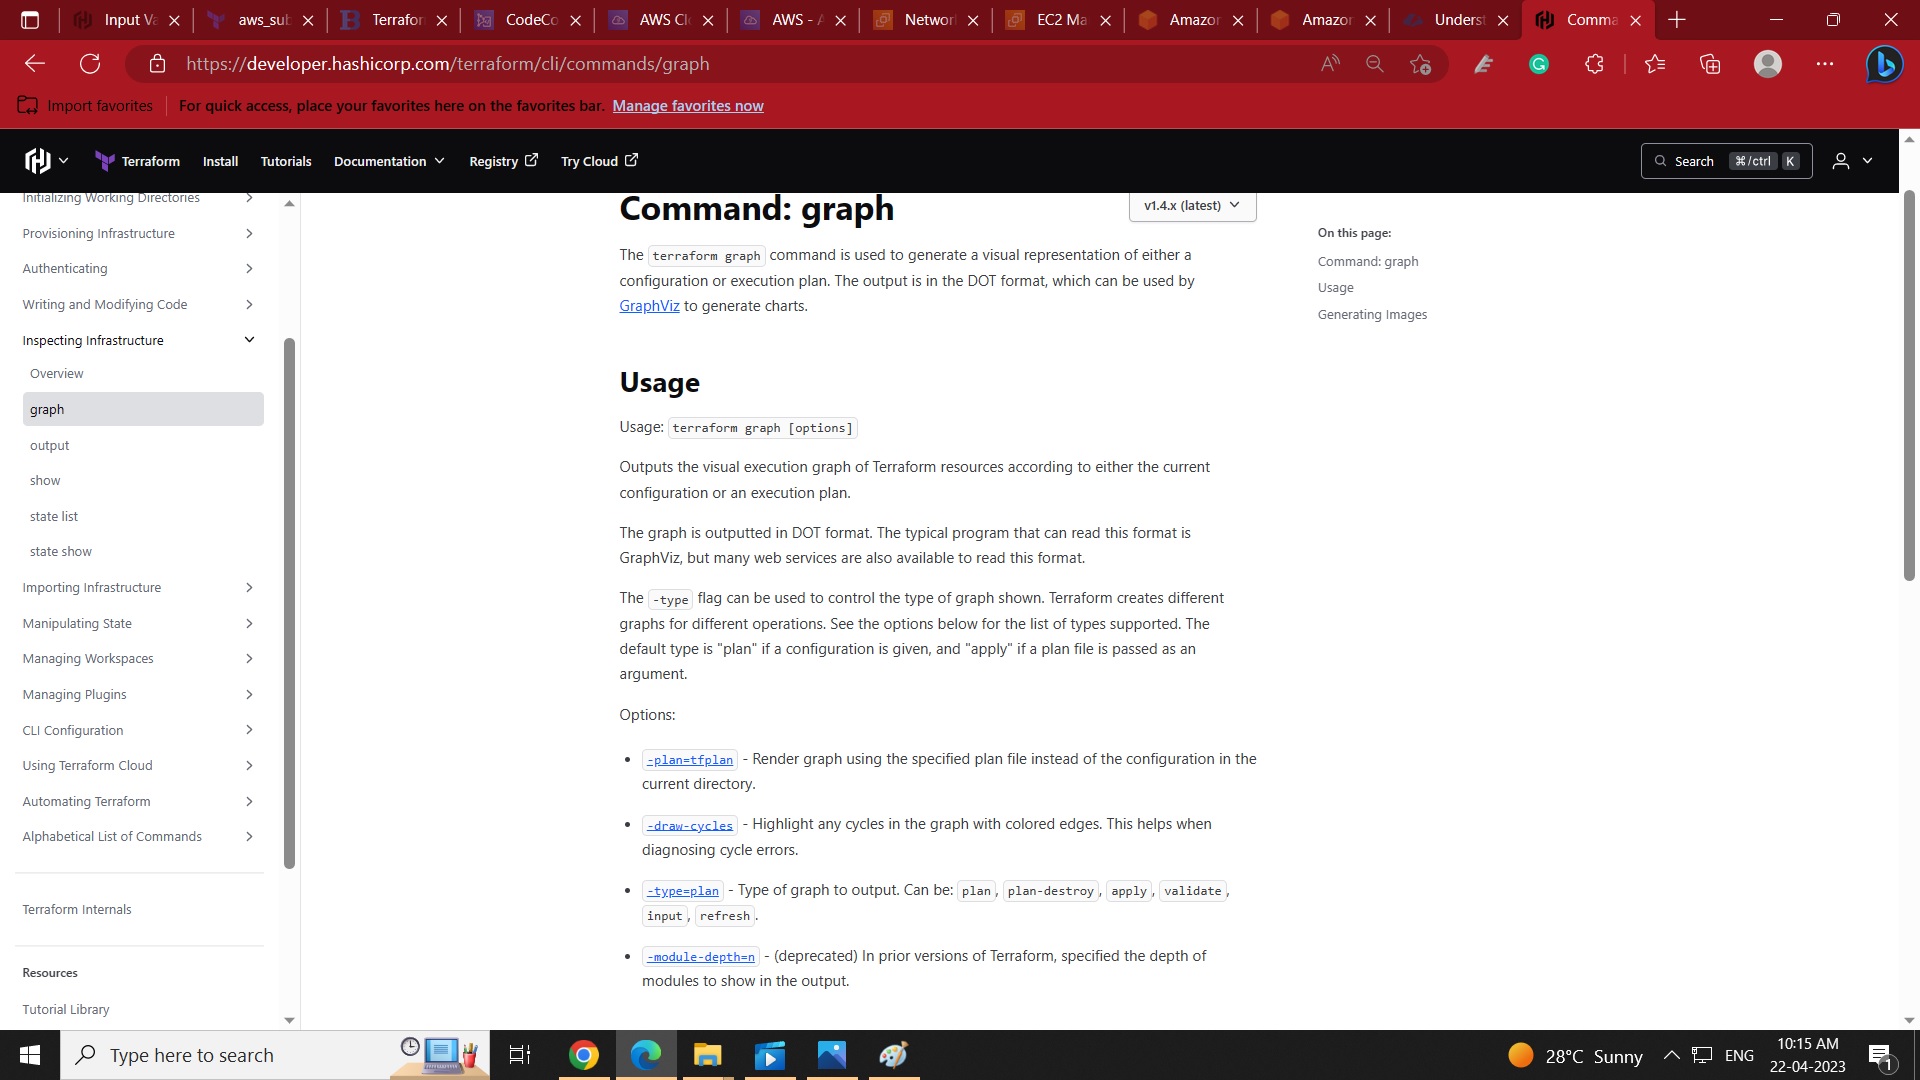 Input Va
aws_sub
Terraform
CodeCo
AWS Cl
AWS - A
Network
EC2 Ma
Amazon
Amazon
Underst
Comma
https://developer.hashicorp.com/terraform/cli/commands/graph
Import favorites
For quick access, place your favorites here on the favorites bar. Manage favorites now
Terraform
Install
Tutorials
Documentation
Registry
Try Cloud
Search
⌘/ctrl
K
Initializing Working Directories
Provisioning Infrastructure
Authenticating
Writing and Modifying Code
Inspecting Infrastructure
Overview
graph
output
show
state list
state show
Importing Infrastructure
Manipulating State
Managing Workspaces
Managing Plugins
CLI Configuration
Using Terraform Cloud
Automating Terraform
Alphabetical List of Commands
Terraform Internals
Resources
Tutorial Library
Command: graph
v1.4.x (latest)
The terraform graph command is used to generate a visual representation of either a
configuration or execution plan. The output is in the DOT format, which can be used by
GraphViz to generate charts.
Usage
Usage: terraform graph [options]
Outputs the visual execution graph of Terraform resources according to either the current
configuration or an execution plan.
The graph is outputted in DOT format. The typical program that can read this format is
GraphViz, but many web services are also available to read this format.
The -type flag can be used to control the type of graph shown. Terraform creates different
graphs for different operations. See the options below for the list of types supported. The
default type is "plan" if a configuration is given, and "apply" if a plan file is passed as an
argument.
Options:
• -plan=tfplan - Render graph using the specified plan file instead of the configuration in the
current directory.
• -draw-cycles - Highlight any cycles in the graph with colored edges. This helps when
diagnosing cycle errors.
• -type=plan - Type of graph to output. Can be: plan, plan-destroy, apply, validate,
input, refresh.
• -module-depth=n - (deprecated) In prior versions of Terraform, specified the depth of
modules to show in the output.
On this page:
Command: graph
Usage
Generating Images
Type here to search
28°C Sunny
ENG
10:15 AM
22-04-2023
1